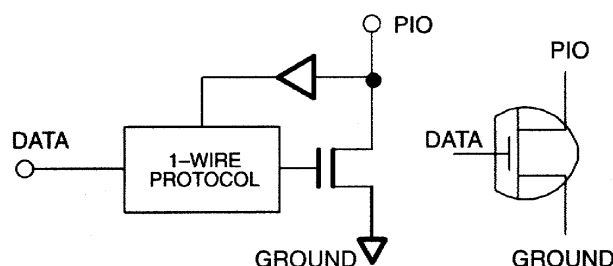 PIO
DATA
1–WIRE
PROTOCOL
GROUND
PIO
DATA
GROUND